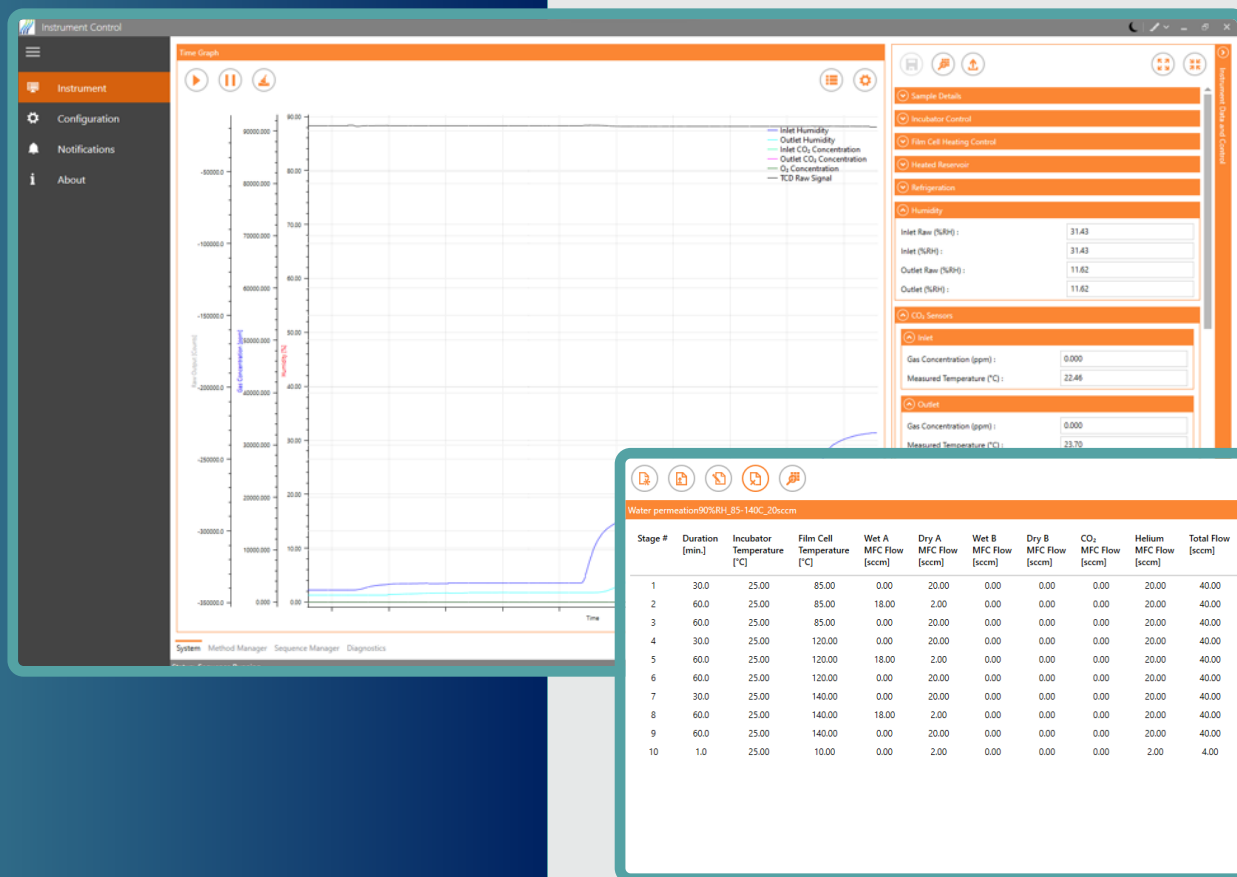 Instrument Control
Instrument
Configuration
Notifications
About
Time Graph
Inlet Humidity
Outlet Humidity
Inlet CO₂ Concentration
Outlet CO₂ Concentration
O₂ Concentration
TCD Raw Signal
-50000.0
-100000.0
-150000.0
-200000.0
-250000.0
-300000.0
-350000.0
Raw Output [Counts]
90000.000
80000.000
70000.000
60000.000
50000.000
40000.000
30000.000
20000.000
10000.000
0.000
Gas Concentration [ppm]
90.00
80.00
70.00
60.00
50.00
40.00
30.00
20.00
10.00
0.00
Humidity [%]
Time
System Method Manager Sequence Manager Diagnostics
Instrument Data and Control
Sample Details
Incubator Control
Film Cell Heating Control
Heated Reservoir
Refrigeration
Humidity
Inlet Raw (%RH) : 31.43
Inlet (%RH) : 31.43
Outlet Raw (%RH) : 11.62
Outlet (%RH) : 11.62
CO₂ Sensors
Inlet
Gas Concentration (ppm) : 0.000
Measured Temperature (°C) : 22.46
Outlet
Gas Concentration (ppm) : 0.000
Measured Temperature (°C) : 23.70
Water permeation90%RH_85-140C_20sccm
Stage # Duration Incubator Film Cell Wet A Dry A Wet B Dry B CO₂ Helium Total Flow
[min.] Temperature Temperature MFC Flow MFC Flow MFC Flow MFC Flow MFC Flow MFC Flow [sccm]
[°C] [°C] [sccm] [sccm] [sccm] [sccm] [sccm] [sccm]
1 30.0 25.00 85.00 0.00 20.00 0.00 0.00 0.00 20.00 40.00
2 60.0 25.00 85.00 18.00 2.00 0.00 0.00 0.00 20.00 40.00
3 60.0 25.00 85.00 0.00 20.00 0.00 0.00 0.00 20.00 40.00
4 30.0 25.00 120.00 0.00 20.00 0.00 0.00 0.00 20.00 40.00
5 60.0 25.00 120.00 18.00 2.00 0.00 0.00 0.00 20.00 40.00
6 60.0 25.00 120.00 0.00 20.00 0.00 0.00 0.00 20.00 40.00
7 30.0 25.00 140.00 0.00 20.00 0.00 0.00 0.00 20.00 40.00
8 60.0 25.00 140.00 18.00 2.00 0.00 0.00 0.00 20.00 40.00
9 60.0 25.00 140.00 0.00 20.00 0.00 0.00 0.00 20.00 40.00
10 1.0 25.00 10.00 0.00 2.00 0.00 0.00 0.00 2.00 4.00